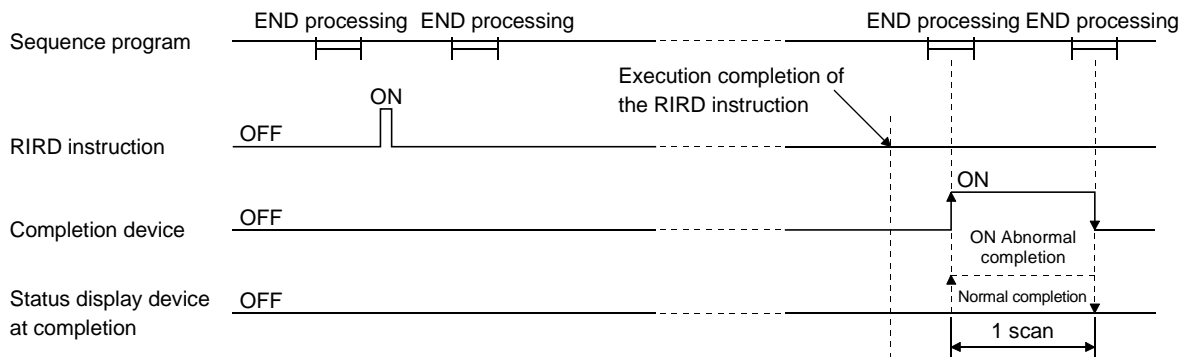 END processing END processing END processing END processing
Sequence program
Execution completion of
the RIRD instruction
ON
OFF
RIRD instruction
ON
OFF
Completion device
ON Abnormal
completion
Status display device
at completion
OFF
Normal completion
1 scan